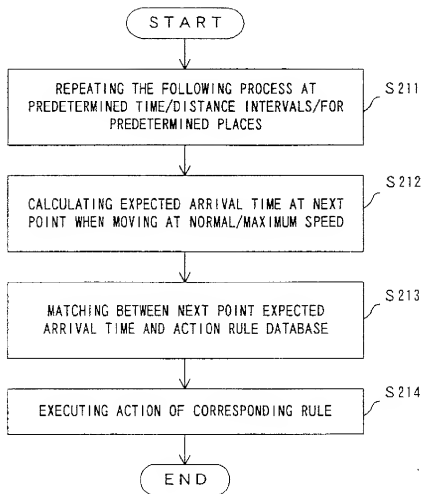 START
REPEATING THE FOLLOWING PROCESS AT
PREDETERMINED TIME/DISTANCE INTERVALS/FOR
PREDETERMINED PLACES
S211
CALCULATING EXPECTED ARRIVAL TIME AT NEXT
POINT WHEN MOVING AT NORMAL/MAXIMUM SPEED
S212
MATCHING BETWEEN NEXT POINT EXPECTED
ARRIVAL TIME AND ACTION RULE DATABASE
S213
EXECUTING ACTION OF CORRESPONDING RULE
S214
END